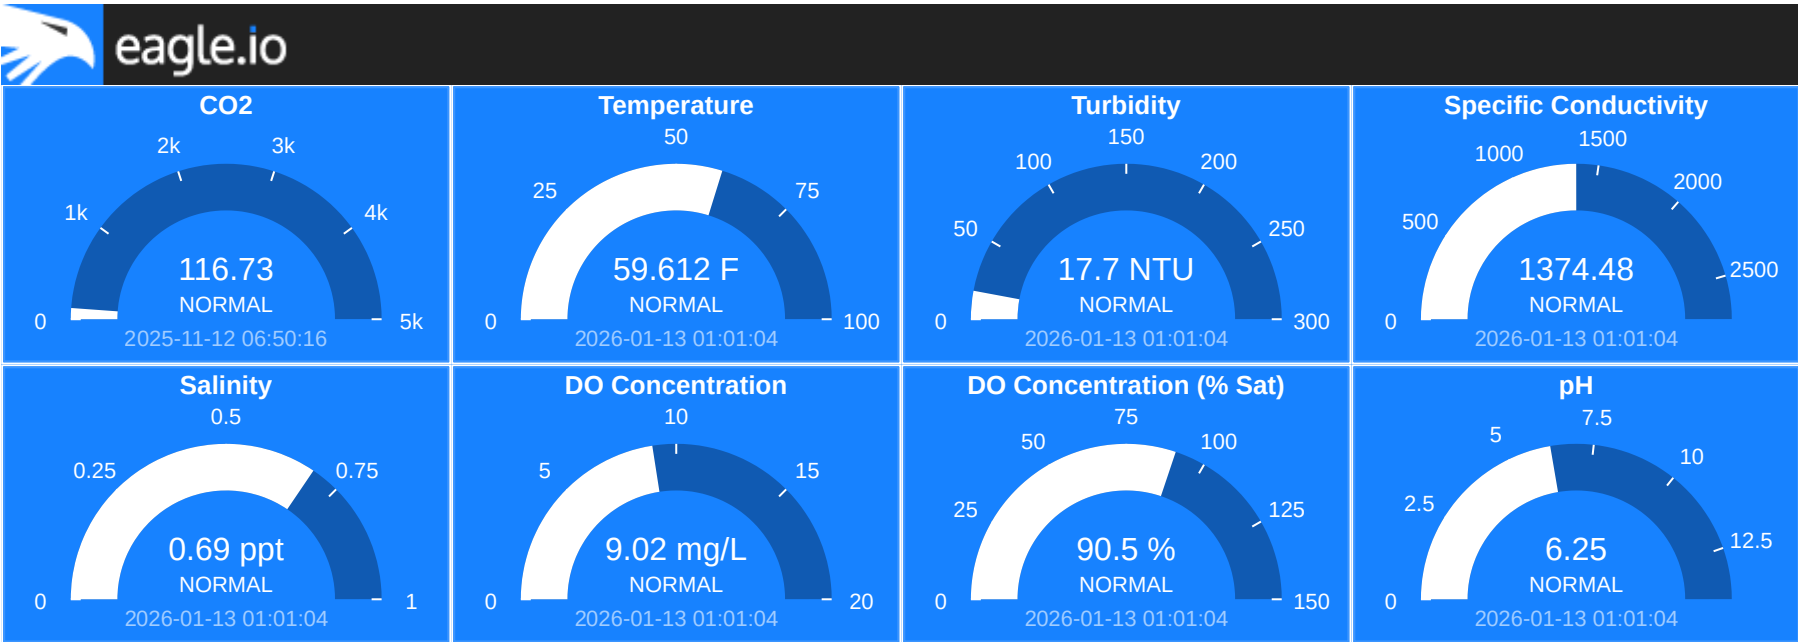 eagle.io
CO2
0
1k
2k
3k
4k
5k
116.73
NORMAL
2025-11-12 06:50:16
Temperature
0
25
50
75
100
59.612 F
NORMAL
2026-01-13 01:01:04
Turbidity
0
50
100
150
200
250
300
17.7 NTU
NORMAL
2026-01-13 01:01:04
Specific Conductivity
0
500
1000
1500
2000
2500
1374.48
NORMAL
2026-01-13 01:01:04
Salinity
0
0.25
0.5
0.75
1
0.69 ppt
NORMAL
2026-01-13 01:01:04
DO Concentration
0
5
10
15
20
9.02 mg/L
NORMAL
2026-01-13 01:01:04
DO Concentration (% Sat)
0
25
50
75
100
125
150
90.5 %
NORMAL
2026-01-13 01:01:04
pH
0
2.5
5
7.5
10
12.5
6.25
NORMAL
2026-01-13 01:01:04